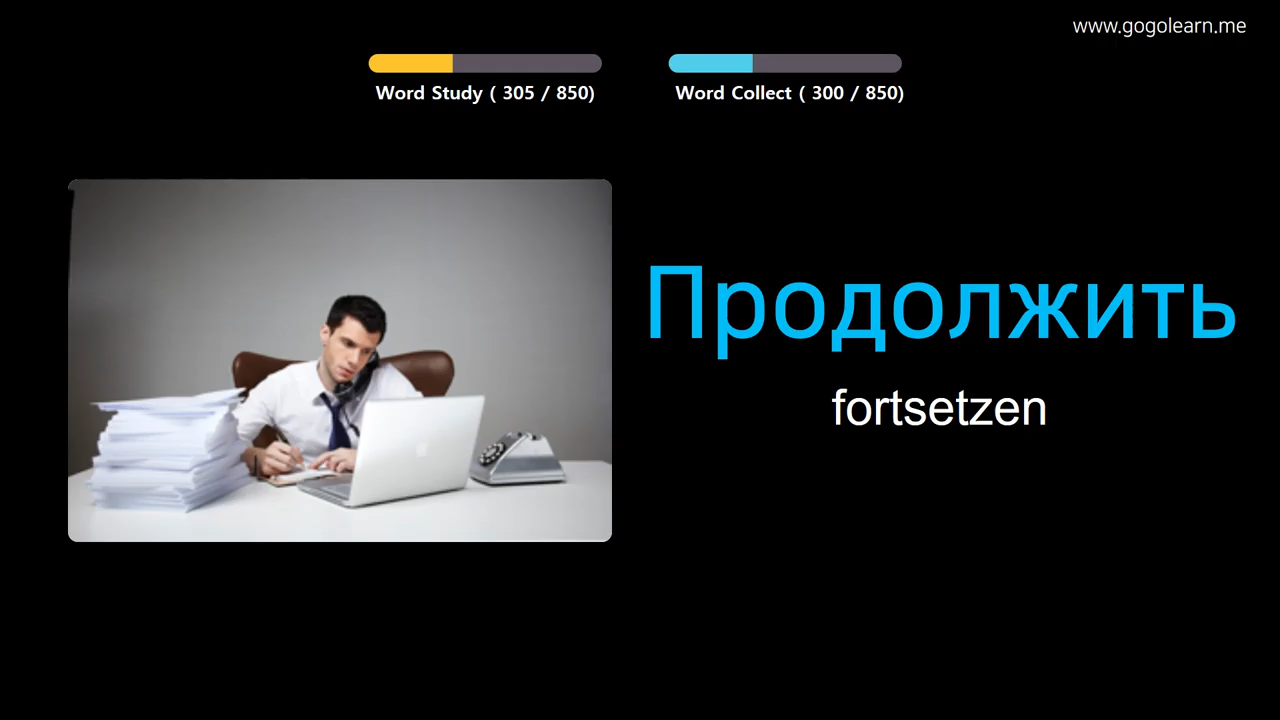 www.gogolearn.me
Word Study ( 305 / 850)
Word Collect ( 300 / 850)
Продолжить
fortsetzen